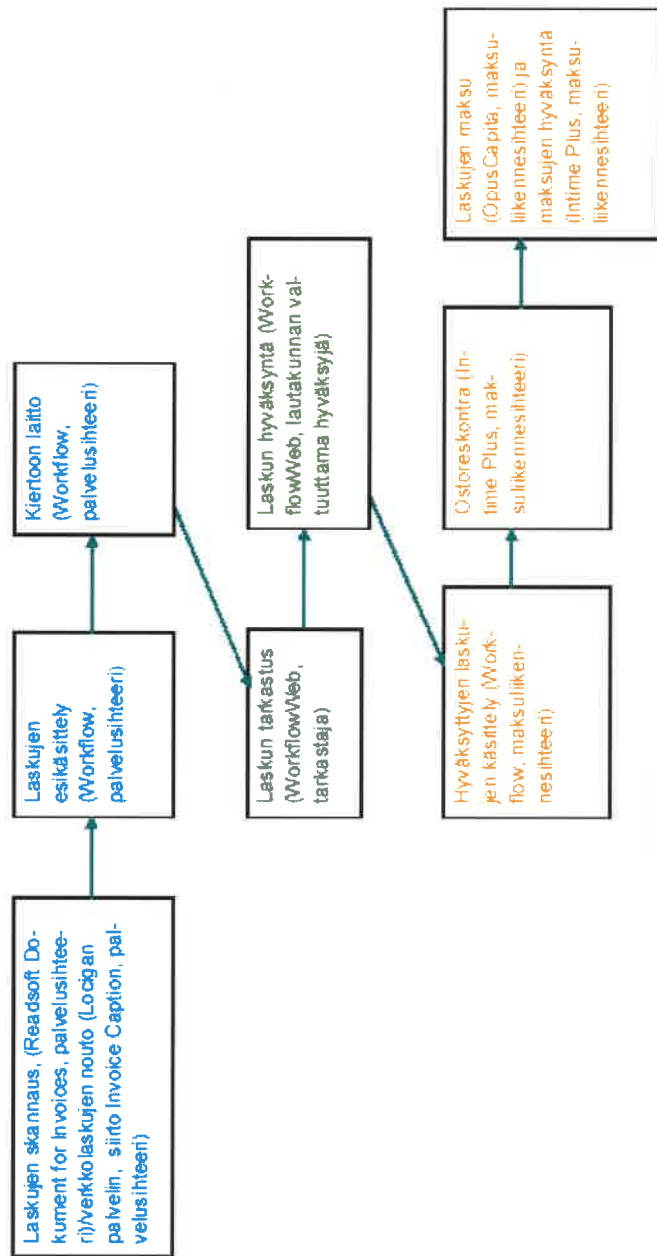 Laskujen skannaus, (Readsoft Do-
kument for Invoices, palvelusihtee-
ri)/verkkolaskujen nouto (Locigan
palvelin, siirto Invoice Caption, pal-
velusihteeri)
Laskujen
esikäsittely
(Workflow,
palvelusihteeri)
Kiertoon laitto
(Workflow,
palvelusihteeri)
Laskun tarkastus
(WorkflowWeb,
tarkastaja)
Laskun hyväksyntä (Work-
flowWeb, lautakunnan val-
tuuttama hyväksyjä)
Hyväksyttyjen lasku-
jen käsittely (Work-
flow, maksuliiken-
nesihteeri)
Ostoreskontra (In-
time Plus, mak-
suliikennesihteeri)
Laskujen maksu
(OpusCapita, maksu-
liikennesihteeri) ja
maksujen hyväksyntä
(Intime Plus, maksu-
liikennesihteeri)